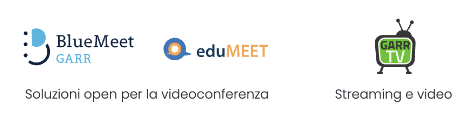 BlueMeet
GARR
eduMEET
GARR
TV
Soluzioni open per la videoconferenza
Streaming e video